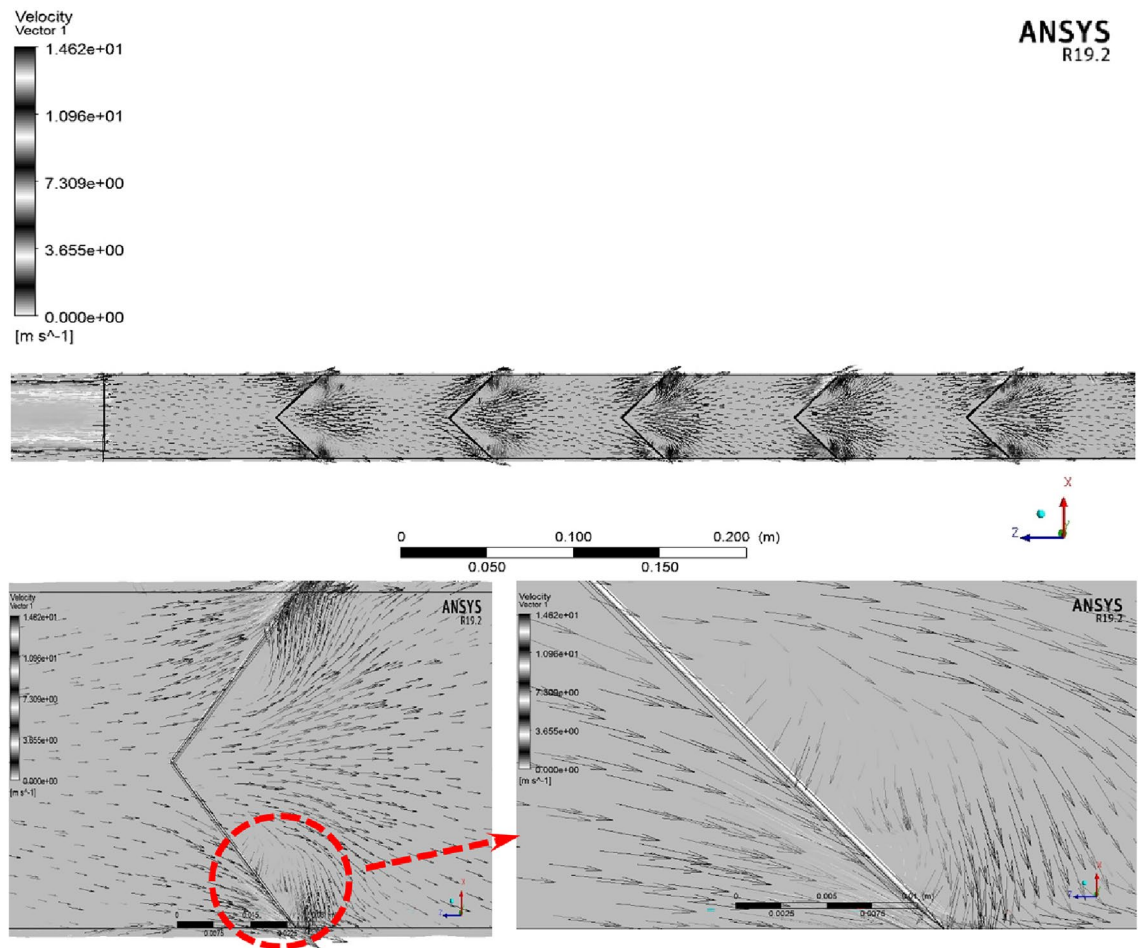 Velocity
Vector 1
1.462e+01
1.096e+01
7.309e+00
3.655e+00
0.000e+00
[m s^-1]
ANSYS
R19.2
X
Y
Z
0 0.100 0.200 (m)
0.050 0.150
Velocity
Vector 1
1.462e+01
1.096e+01
7.309e+00
3.655e+00
0.000e+00
[m s^-1]
ANSYS
R19.2
0.0075
Velocity
Vector 1
1.462e+01
1.096e+01
7.309e+00
3.655e+00
0.000e+00
[m s^-1]
ANSYS
R19.2
0 0.005 0.01 (m)
0.0025 0.0075